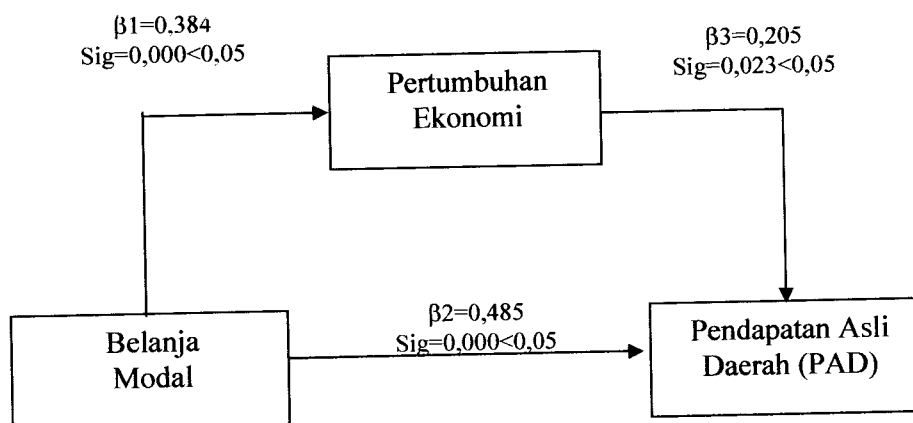 β1=0,384
Sig=0,000<0,05
β3=0,205
Sig=0,023<0,05
Pertumbuhan
Ekonomi
β2=0,485
Sig=0,000<0,05
Belanja
Modal
Pendapatan Asli
Daerah (PAD)